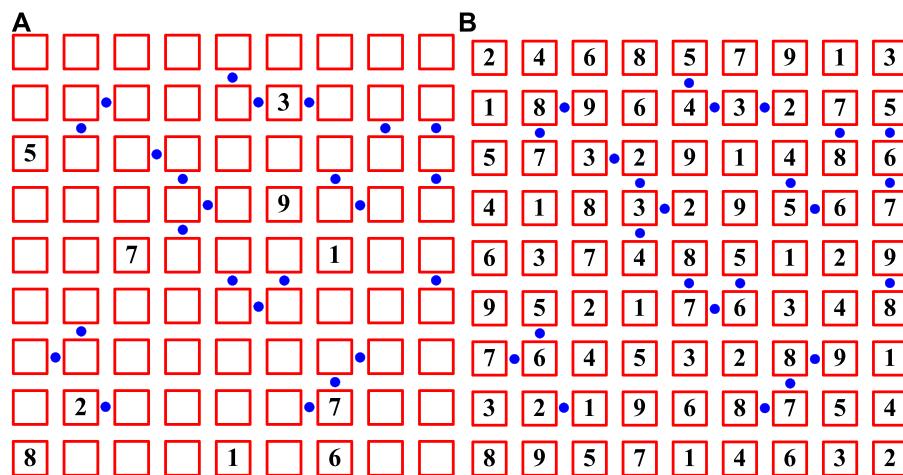 A B
2 4 6 8 5 7 9 1 3
3 1 8 9 6 4 3 2 7 5
5 5 7 3 2 9 1 4 8 6
9 4 1 8 3 2 9 5 6 7
7 1 6 3 7 4 8 5 1 2 9
9 5 2 1 7 6 3 4 8
7 6 4 5 3 2 8 9 1
2 7 3 2 1 9 6 8 7 5 4
8 1 6 8 9 5 7 1 4 6 3 2